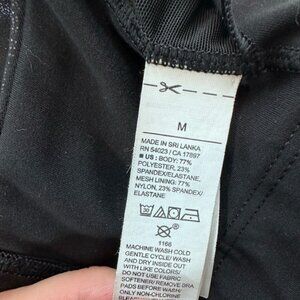 M
MADE IN SRI LANKA
RN 54023 / CA 17897
■ US : BODY: 77%
POLYESTER, 23%
SPANDEX/ELASTANE,
MESH LINING: 77%
NYLON, 23% SPANDEX/
ELASTANE
30
1166
MACHINE WASH COLD
GENTLE CYCLE/ WASH
AND DRY INSIDE OUT
WITH LIKE COLORS/
DO NOT USE FABRIC
SOFTENER/ REMOVE BRA
PADS BEFORE WASH/
ONLY NON-CHLORINE